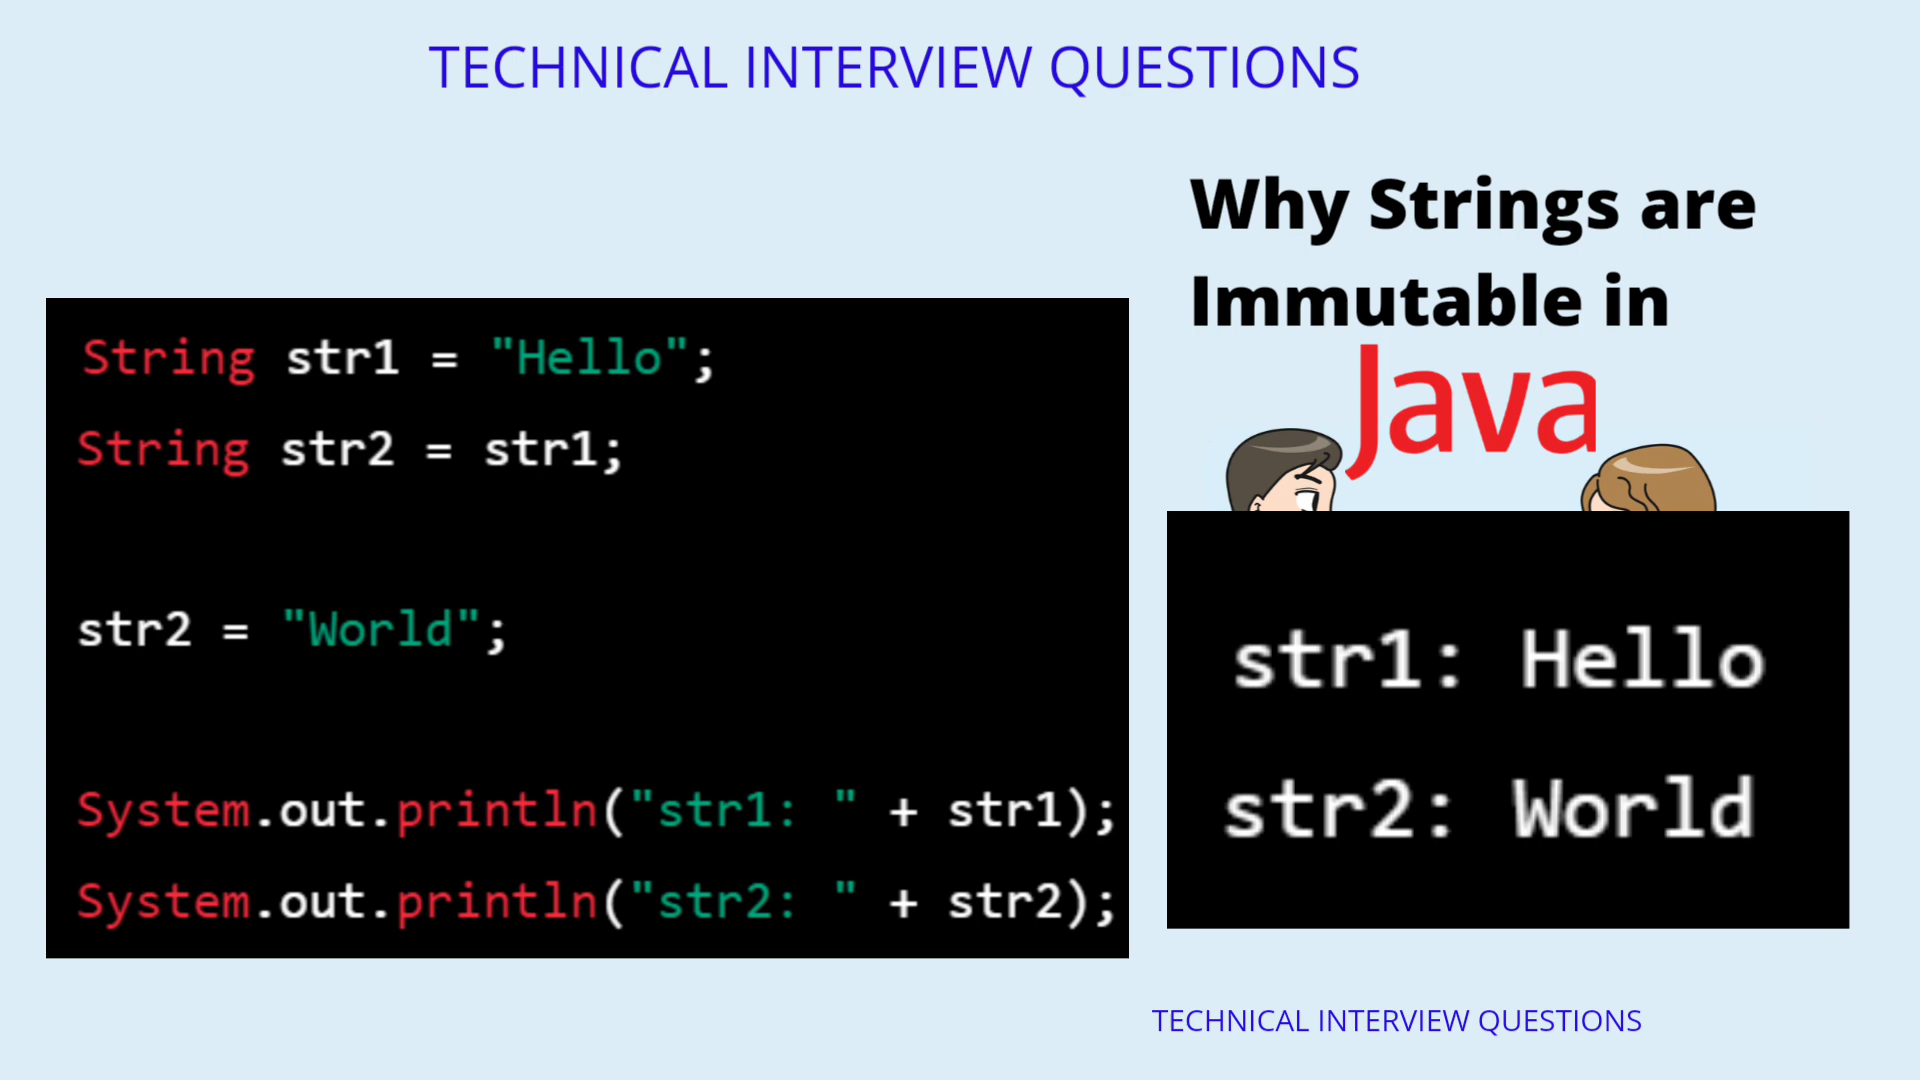 TECHNICAL INTERVIEW QUESTIONS
Why Strings are
Immutable in
Java
String str1 = "Hello";
String str2 = str1;
str2 = "World";
System.out.println("str1: " + str1);
System.out.println("str2: " + str2);
str1: Hello
str2: World
TECHNICAL INTERVIEW QUESTIONS